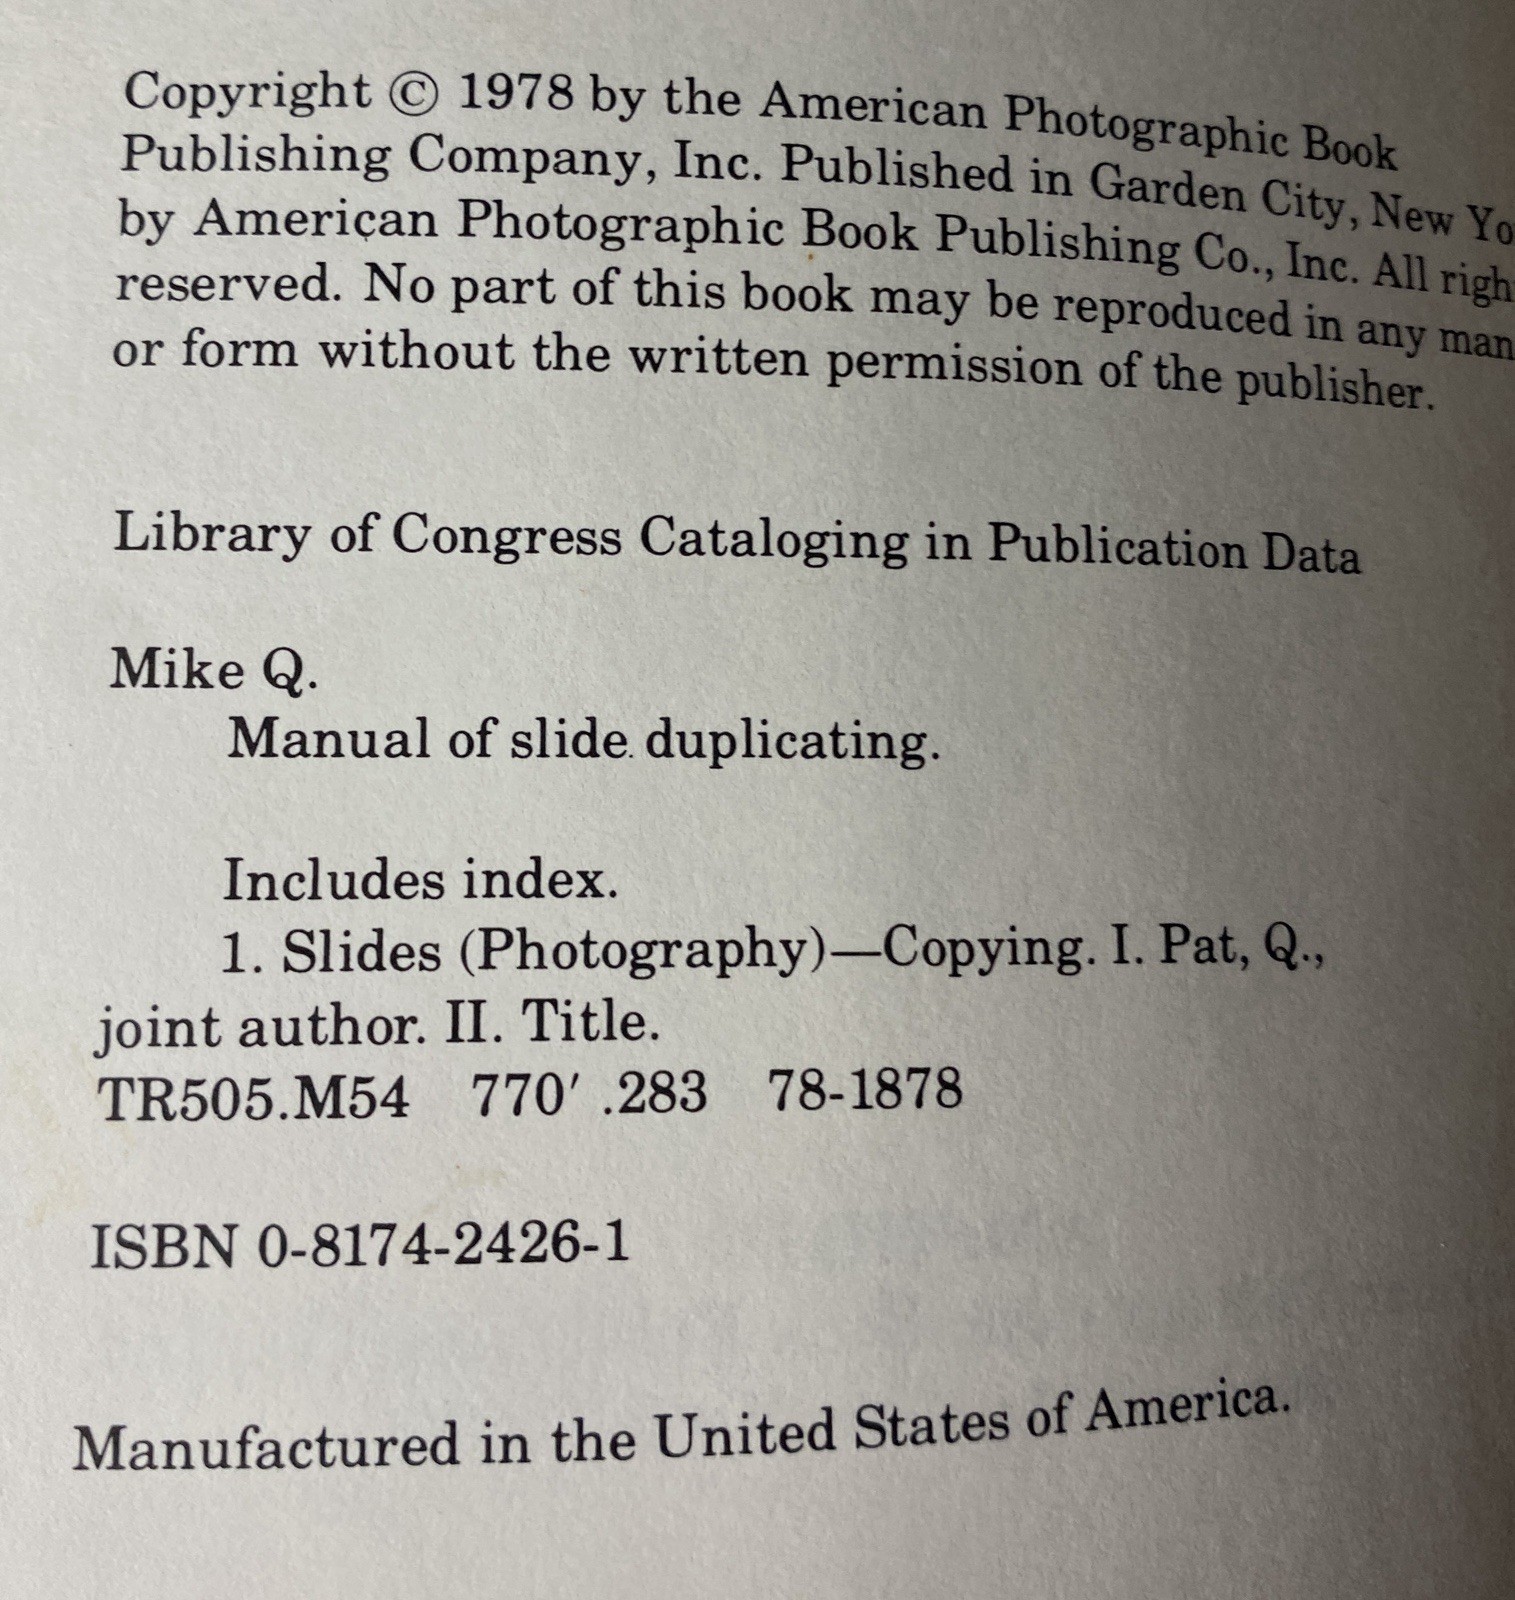 Copyright © 1978 by the American Photographic Book
Publishing Company, Inc. Published in Garden City, New Yo
by American Photographic Book Publishing Co., Inc. All righ
reserved. No part of this book may be reproduced in any man
or form without the written permission of the publisher.
Library of Congress Cataloging in Publication Data
Mike Q.
Manual of slide duplicating.
Includes index.
1. Slides (Photography)—Copying. I. Pat, Q.,
joint author. II. Title.
TR505.M54 770′ .283 78-1878
ISBN 0-8174-2426-1
Manufactured in the United States of America.